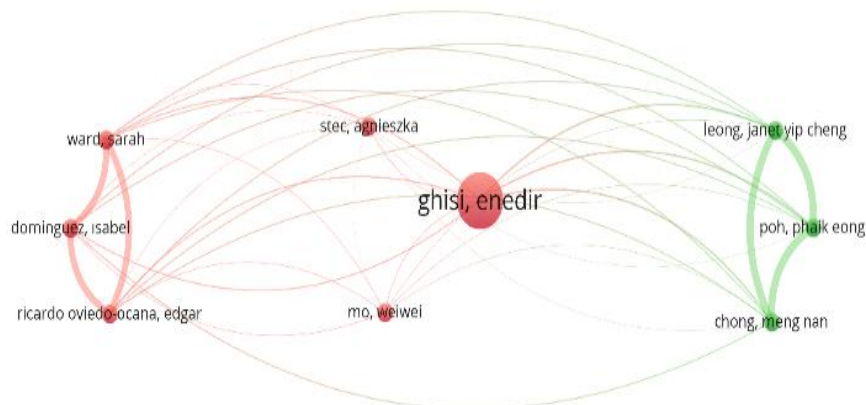 ward, sarah
stec, agnieszka
leong, janet yip cheng
ghisi, enedir
dominguez, isabel
poh, phaik eong
ricardo oviedo-ocana, edgar
mo, weiwei
chong, meng nan